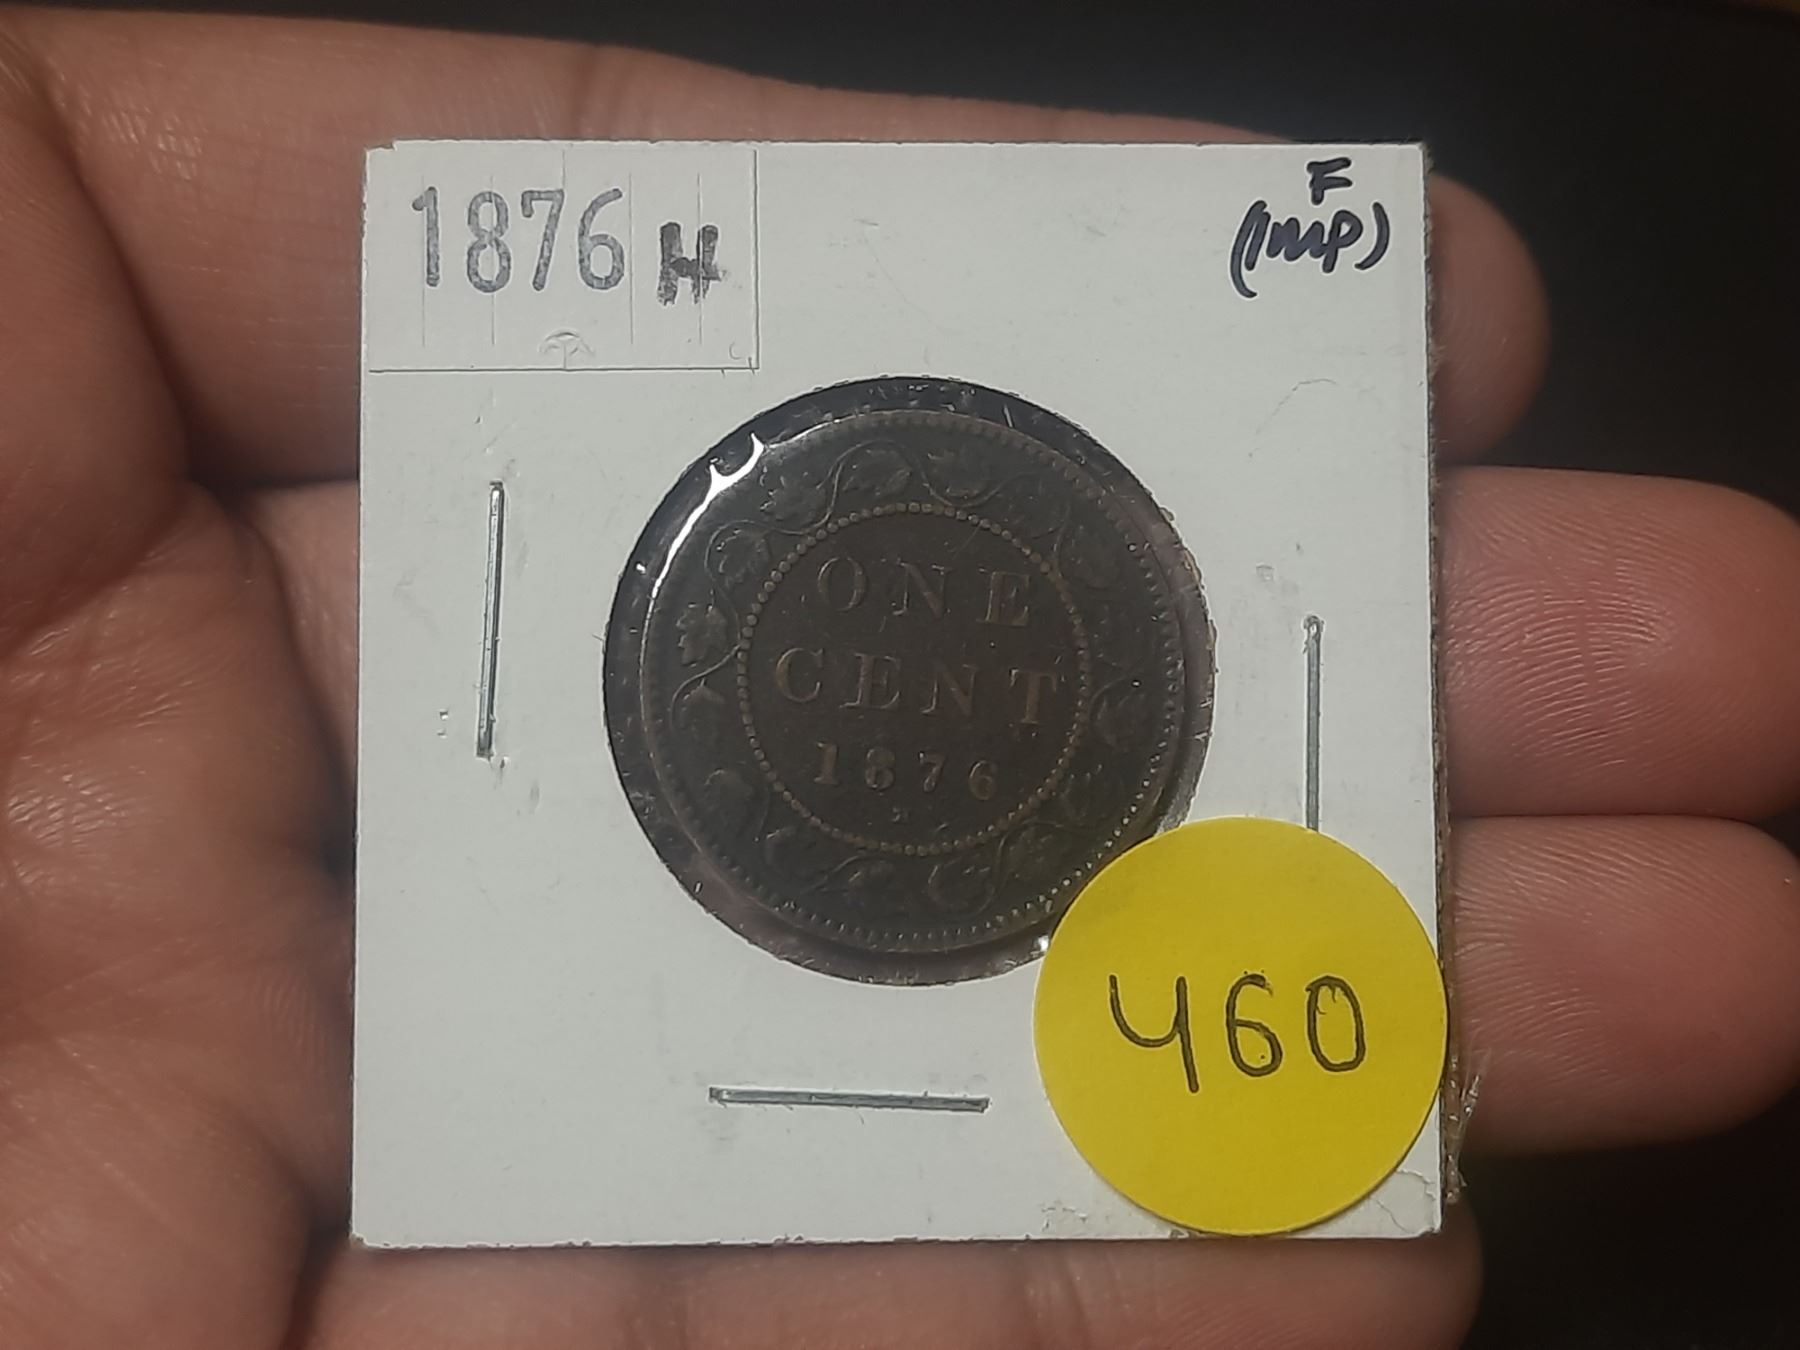 1876 H
F
(IMP)
ONE
CENT
1876
H
460